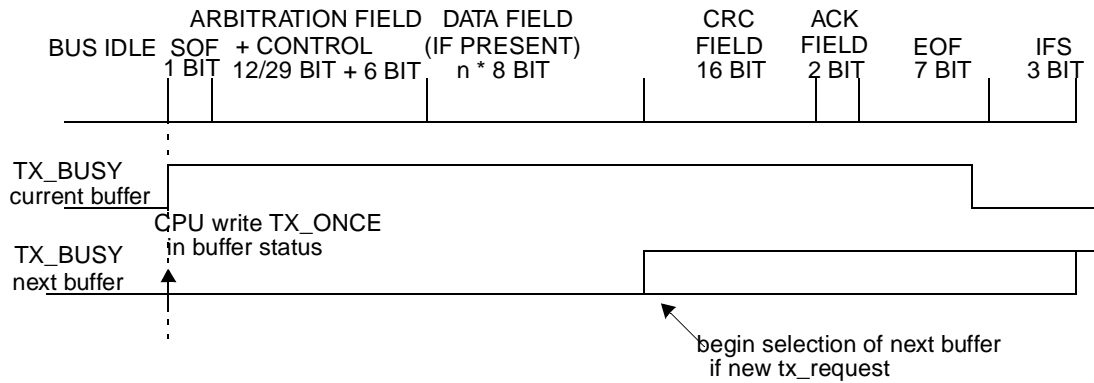 ARBITRATION FIELD DATA FIELD CRC ACK
BUS IDLE SOF + CONTROL (IF PRESENT) FIELD FIELD EOF IFS
1 BIT 12/29 BIT + 6 BIT n * 8 BIT 16 BIT 2 BIT 7 BIT 3 BIT
TX_BUSY
current buffer
CPU write TX_ONCE
in buffer status
TX_BUSY
next buffer
begin selection of next buffer
if new tx_request